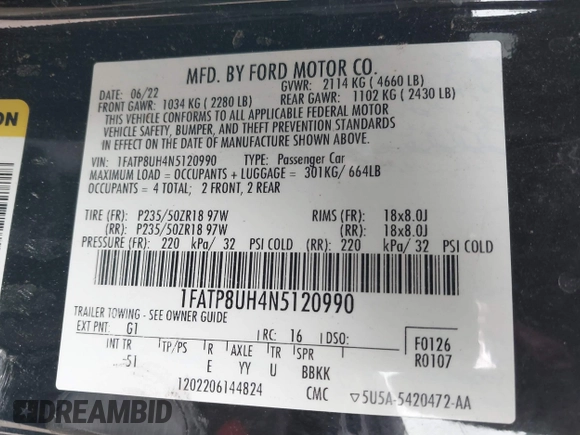 MFD. BY FORD MOTOR CO.
DATE: 06/22 GVWR: 2114 KG ( 4660 LB)
FRONT GAWR: 1034 KG ( 2280 LB) REAR GAWR: 1102 KG ( 2430 LB)
THIS VEHICLE CONFORMS TO ALL APPLICABLE FEDERAL MOTOR
VEHICLE SAFETY, BUMPER, AND THEFT PREVENTION STANDARDS
IN EFFECT ON THE DATE OF MANUFACTURE SHOWN ABOVE.
VIN: 1FATP8UH4N5120990 TYPE: Passenger Car
MAXIMUM LOAD = OCCUPANTS + LUGGAGE = 301KG/ 664LB
OCCUPANTS = 4 TOTAL; 2 FRONT, 2 REAR
TIRE (FR): P235/50ZR18 97W RIMS (FR): 18x8.0J
(RR): P235/50ZR18 97W (RR): 18x8.0J
PRESSURE (FR): 220 kPa/ 32 PSI COLD (RR): 220 kPa/ 32 PSI COLD
1FATP8UH4N5120990
TRAILER TOWING - SEE OWNER GUIDE
EXT PNT: G1 RC: 16 DSO: F0126
INT TR TP/PS R AXLE TR SPR R0107
-5I E YY U BBKK
1202206144824 CMC ▽5U5A-5420472-AA
ON
DREAMBID